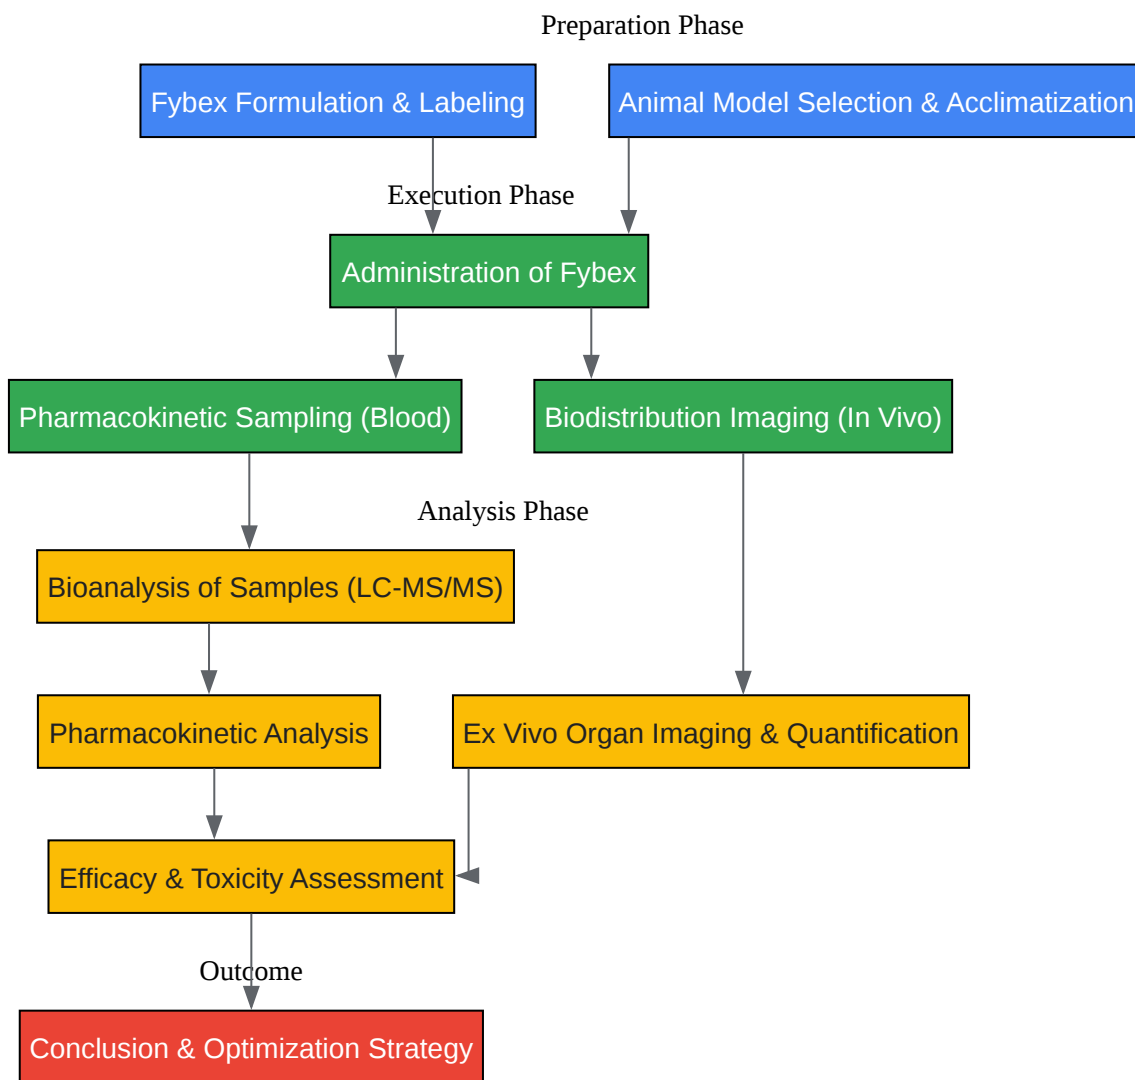 Preparation Phase
Fybex Formulation & Labeling
Animal Model Selection & Acclimatization
Execution Phase
Administration of Fybex
Pharmacokinetic Sampling (Blood)
Biodistribution Imaging (In Vivo)
Analysis Phase
Bioanalysis of Samples (LC-MS/MS)
Pharmacokinetic Analysis
Ex Vivo Organ Imaging & Quantification
Efficacy & Toxicity Assessment
Outcome
Conclusion & Optimization Strategy